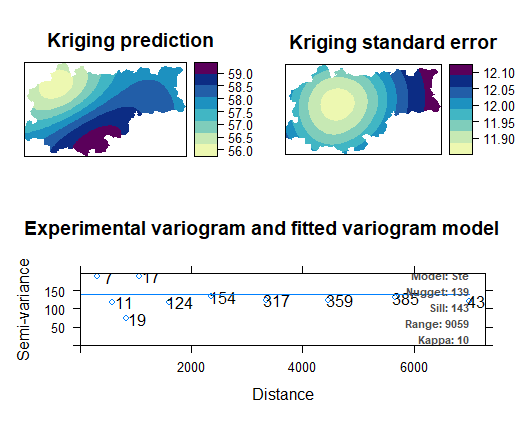 Kriging prediction
59.0
58.5
58.0
57.5
57.0
56.5
56.0
Kriging standard error
12.10
12.05
12.00
11.95
11.90
Experimental variogram and fitted variogram model
Semi-variance
150
100
50
7
17
11
19
124
154
317
359
385
43
Model: Ste
Nugget: 139
Sill: 143
Range: 9059
Kappa: 10
2000
4000
6000
Distance